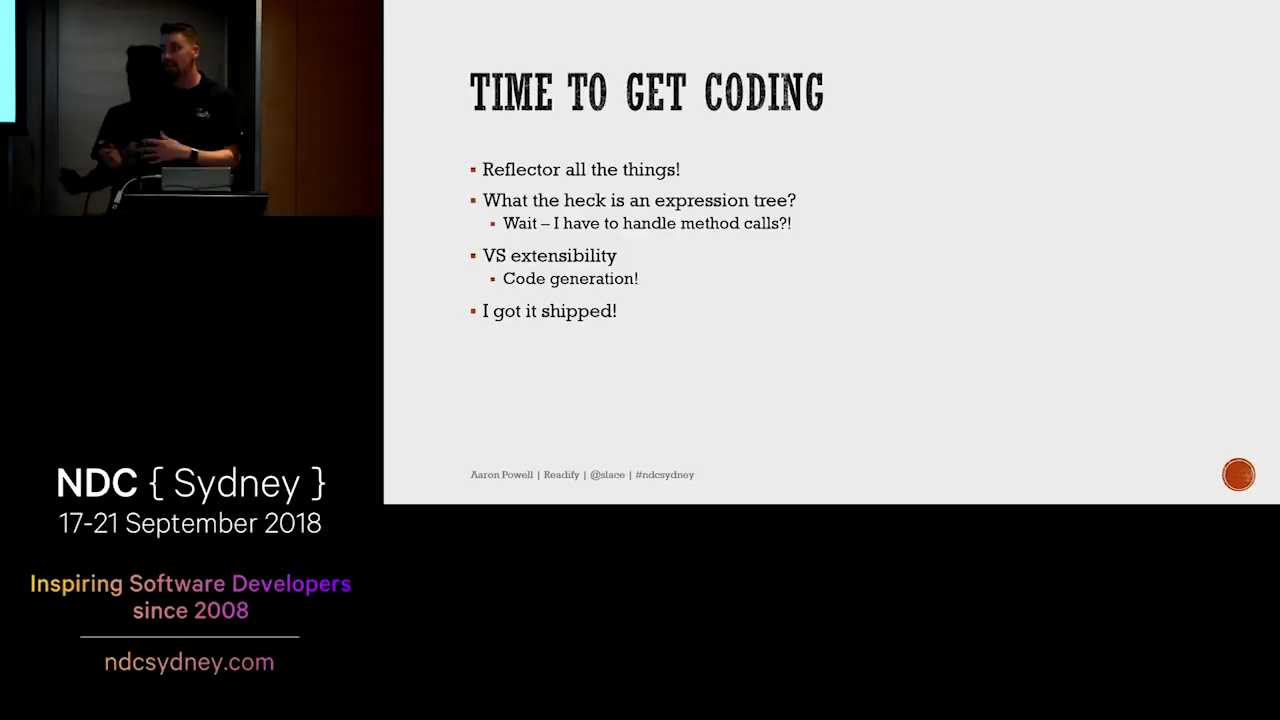 TIME TO GET CODING
Reflector all the things!
What the heck is an expression tree?
Wait – I have to handle method calls?!
VS extensibility
Code generation!
I got it shipped!
Aaron Powell | Readify | @slace | #ndcsydney
NDC { Sydney }
17-21 September 2018
Inspiring Software Developers
since 2008
ndcsydney.com